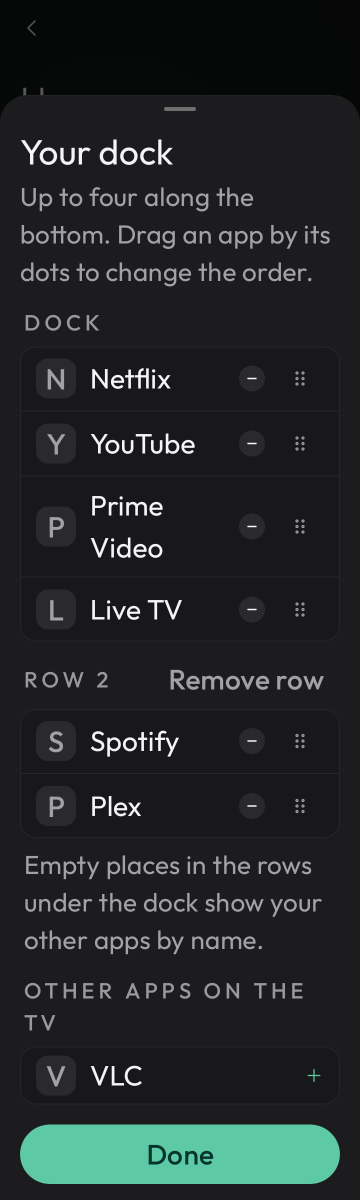 Your dock
Up to four along the
bottom. Drag an app by its
dots to change the order.
DOCK
N Netflix
Y YouTube
P Prime
Video
L Live TV
ROW 2 Remove row
S Spotify
P Plex
Empty places in the rows
under the dock show your
other apps by name.
OTHER APPS ON THE
TV
V VLC +
Done